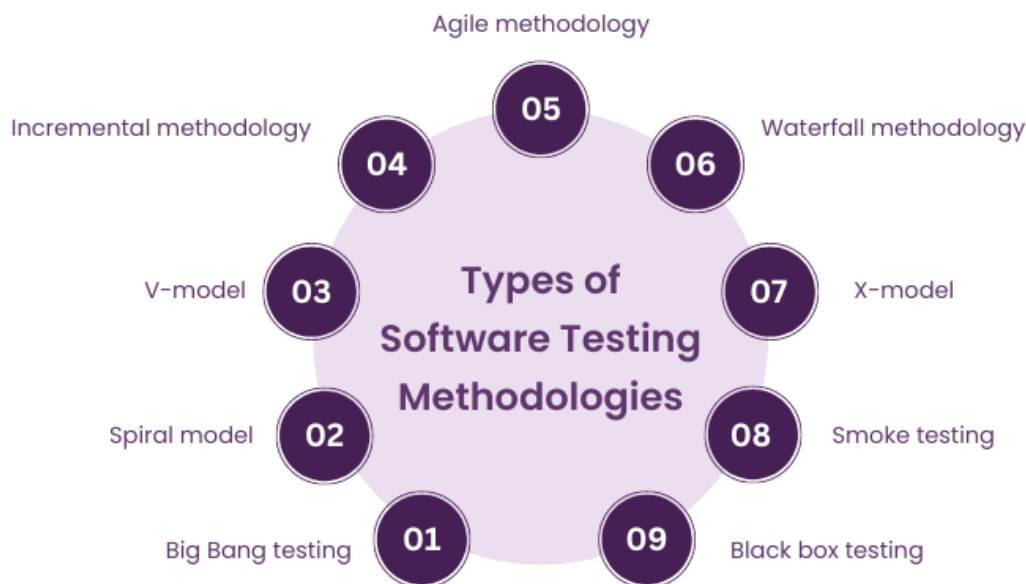 Agile methodology
05
Incremental methodology
04
06
Waterfall methodology
V-model
03
Types of
Software Testing
Methodologies
07
X-model
Spiral model
02
08
Smoke testing
Big Bang testing
01
09
Black box testing